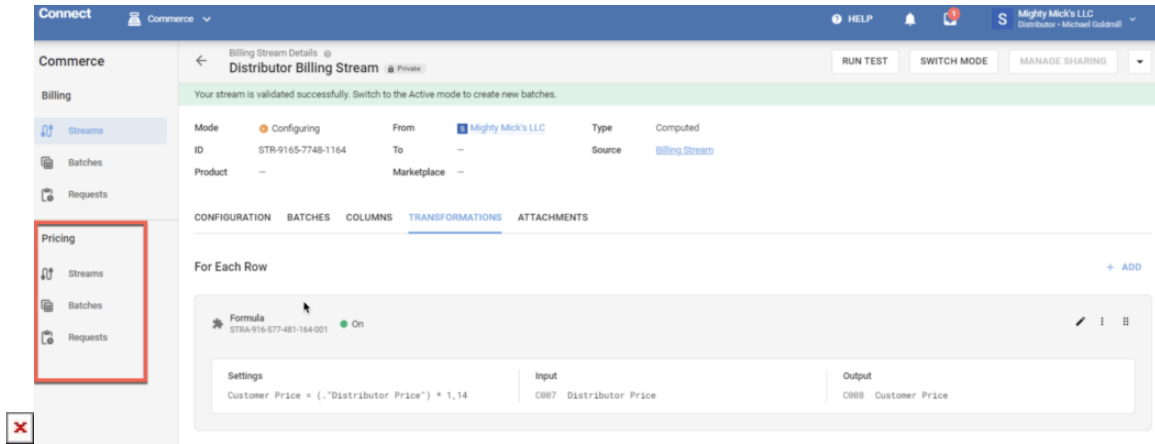 Connect
Commerce
HELP
1
S
Mighty Mick's LLC
Distributor - Michael Goldmill
Commerce
Billing
Streams
Batches
Requests
Pricing
Streams
Batches
Requests
Billing Stream Details
Distributor Billing Stream Private
RUN TEST
SWITCH MODE
MANAGE SHARING
Your stream is validated successfully. Switch to the Active mode to create new batches.
Mode Configuring From S Mighty Mick's LLC Type Computed
ID STR-9165-7748-1164 To — Source Billing Stream
Product — Marketplace —
CONFIGURATION BATCHES COLUMNS TRANSFORMATIONS ATTACHMENTS
For Each Row + ADD
Formula
STRA-916-577-481-164-001
On
Settings Input Output
Customer Price = (."Distributor Price") * 1,14 C007 Distributor Price C008 Customer Price